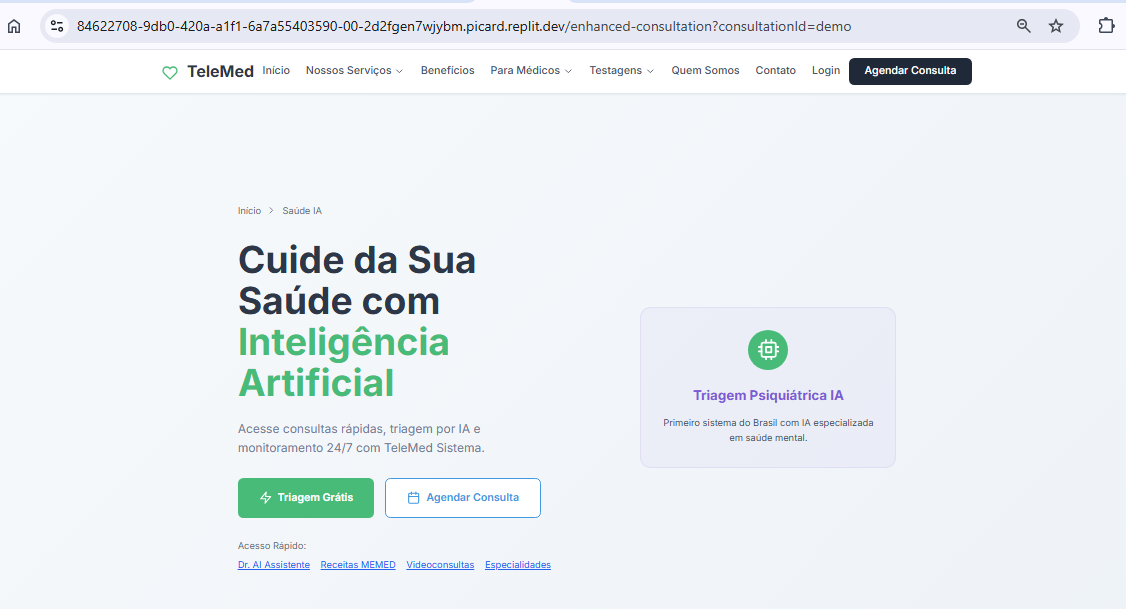 84622708-9db0-420a-a1f1-6a7a55403590-00-2d2fgen7wjybm.picard.replit.dev/enhanced-consultation?consultationId=demo
TeleMed Início Nossos Serviços Benefícios Para Médicos Testagens Quem Somos Contato Login Agendar Consulta
Início > Saúde IA
Cuide da Sua
Saúde com
Inteligência
Artificial
Acesse consultas rápidas, triagem por IA e
monitoramento 24/7 com TeleMed Sistema.
Triagem Grátis Agendar Consulta
Acesso Rápido:
Dr. AI Assistente Receitas MEMED Videoconsultas Especialidades
Triagem Psiquiátrica IA
Primeiro sistema do Brasil com IA especializada
em saúde mental.